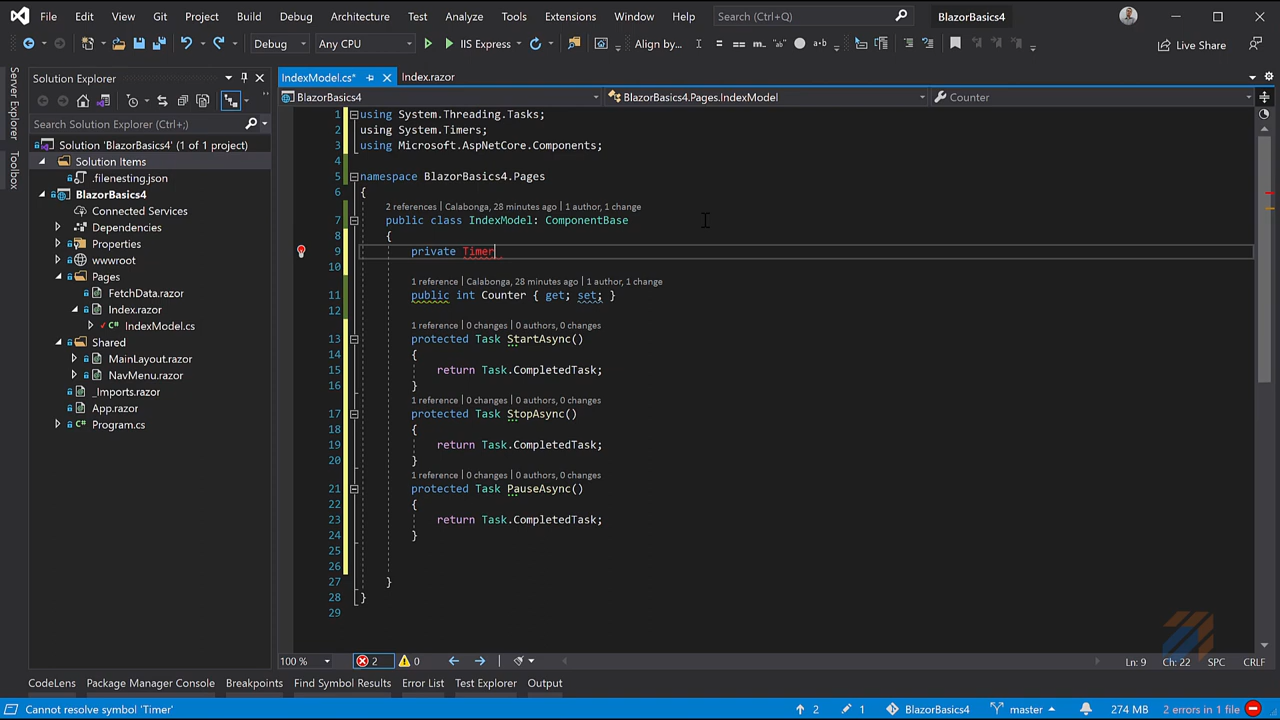 File Edit View Git Project Build Debug Architecture Test Analyze Tools Extensions Window Help Search (Ctrl+Q) BlazorBasics4
Debug Any CPU IIS Express Align by... Live Share
Server Explorer
Toolbox
Solution Explorer
Search Solution Explorer (Ctrl+;)
Solution 'BlazorBasics4' (1 of 1 project)
Solution Items
.filenesting.json
BlazorBasics4
Connected Services
Dependencies
Properties
wwwroot
Pages
FetchData.razor
Index.razor
IndexModel.cs
Shared
MainLayout.razor
NavMenu.razor
_Imports.razor
App.razor
Program.cs
IndexModel.cs* Index.razor
BlazorBasics4 BlazorBasics4.Pages.IndexModel Counter
1 using System.Threading.Tasks;
2 using System.Timers;
3 using Microsoft.AspNetCore.Components;
4
5 namespace BlazorBasics4.Pages
6 {
2 references | Calabonga, 28 minutes ago | 1 author, 1 change
7 public class IndexModel: ComponentBase
8 {
9 private Timer
10
1 reference | Calabonga, 28 minutes ago | 1 author, 1 change
11 public int Counter { get; set; }
12
1 reference | 0 changes | 0 authors, 0 changes
13 protected Task StartAsync()
14 {
15 return Task.CompletedTask;
16 }
1 reference | 0 changes | 0 authors, 0 changes
17 protected Task StopAsync()
18 {
19 return Task.CompletedTask;
20 }
1 reference | 0 changes | 0 authors, 0 changes
21 protected Task PauseAsync()
22 {
23 return Task.CompletedTask;
24 }
25
26
27 }
28 }
29
100 % 2 0 Ln: 9 Ch: 22 SPC CRLF
CodeLens Package Manager Console Breakpoints Find Symbol Results Error List Test Explorer Output
Cannot resolve symbol 'Timer' 2 1 BlazorBasics4 master 274 MB 2 errors in 1 file